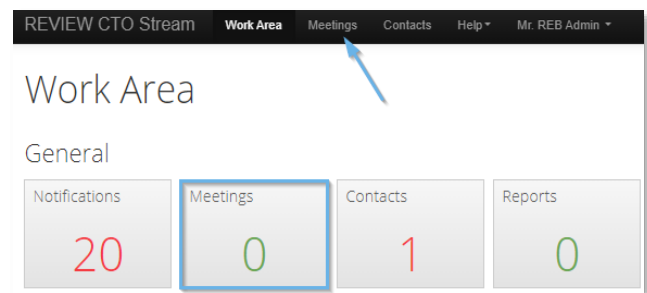 REVIEW CTO Stream Work Area Meetings Contacts Help Mr. REB Admin
Work Area
General
Notifications Meetings Contacts Reports
20 0 1 0